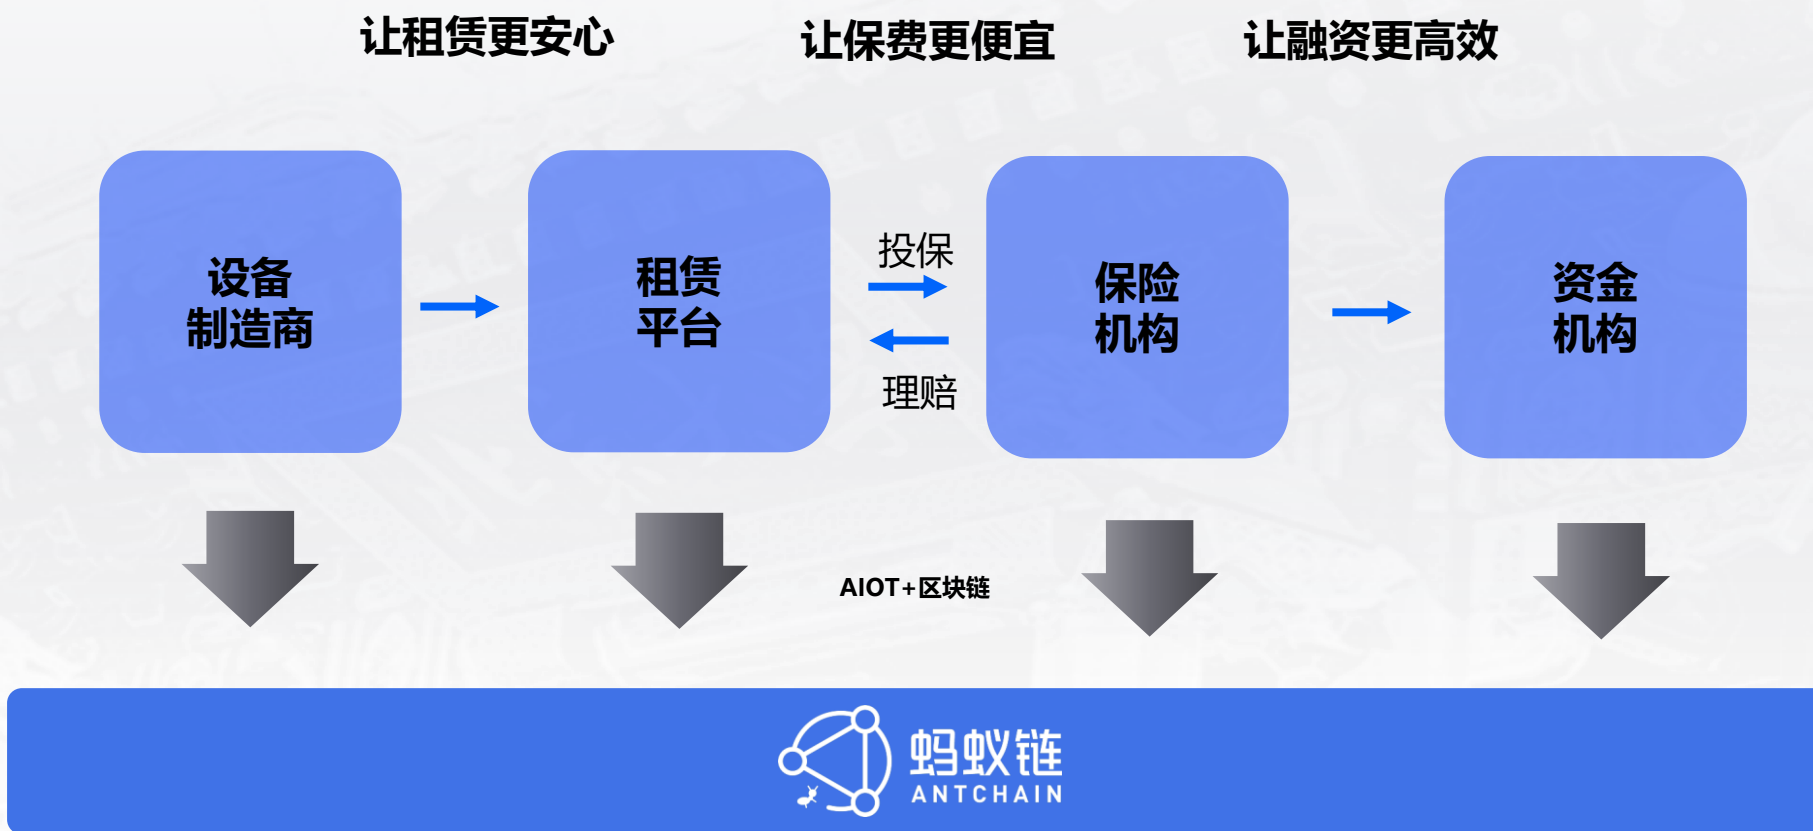 让租赁更安心
让保费更便宜
让融资更高效
设备
制造商
租赁
平台
投保
理赔
保险
机构
资金
机构
AIOT+区块链
蚂蚁链
ANTCHAIN